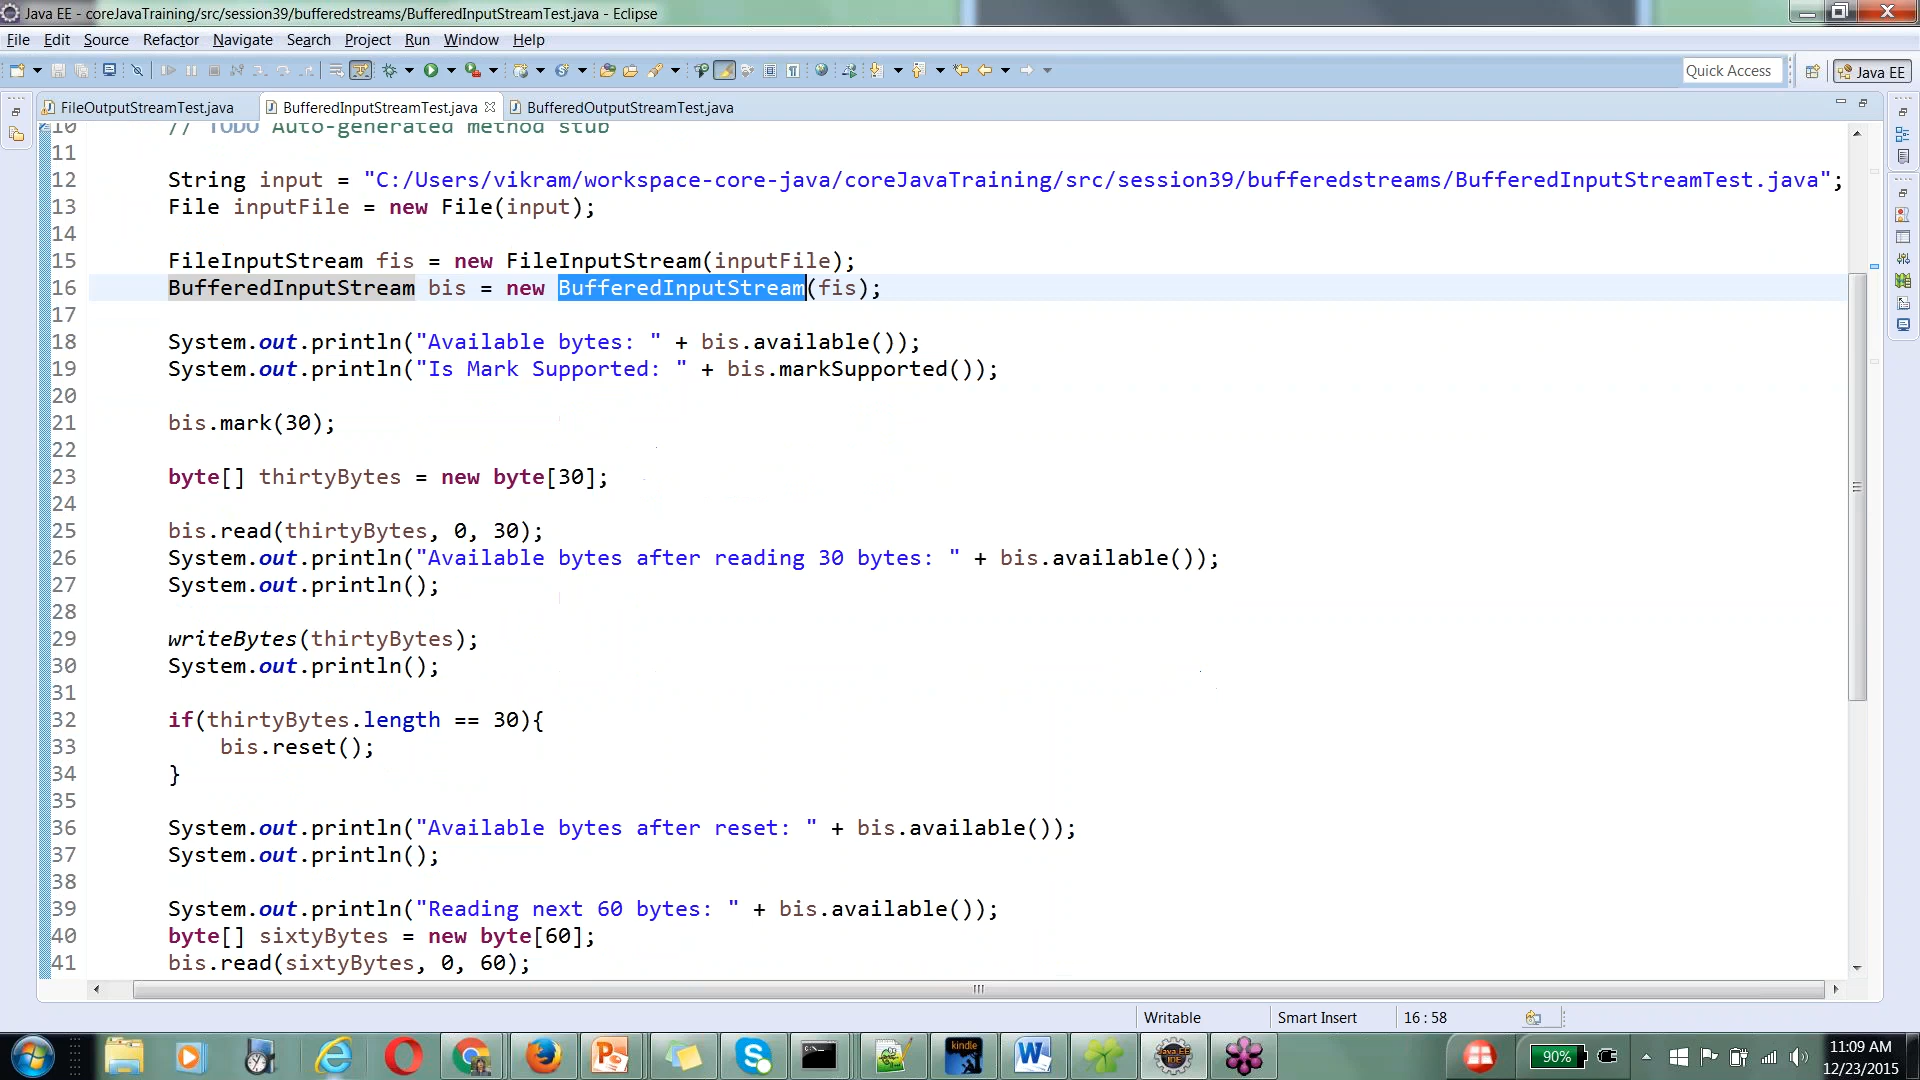 Java EE - coreJavaTraining/src/session39/bufferedstreams/BufferedInputStreamTest.java - Eclipse
File Edit Source Refactor Navigate Search Project Run Window Help
Quick Access Java EE
FileOutputStreamTest.java BufferedInputStreamTest.java BufferedOutputStreamTest.java
10 // TODO Auto-generated method stub
11
12 String input = "C:/Users/vikram/workspace-core-java/coreJavaTraining/src/session39/bufferedstreams/BufferedInputStreamTest.java";
13 File inputFile = new File(input);
14
15 FileInputStream fis = new FileInputStream(inputFile);
16 BufferedInputStream bis = new BufferedInputStream(fis);
17
18 System.out.println("Available bytes: " + bis.available());
19 System.out.println("Is Mark Supported: " + bis.markSupported());
20
21 bis.mark(30);
22
23 byte[] thirtyBytes = new byte[30];
24
25 bis.read(thirtyBytes, 0, 30);
26 System.out.println("Available bytes after reading 30 bytes: " + bis.available());
27 System.out.println();
28
29 writeBytes(thirtyBytes);
30 System.out.println();
31
32 if(thirtyBytes.length == 30){
33 bis.reset();
34 }
35
36 System.out.println("Available bytes after reset: " + bis.available());
37 System.out.println();
38
39 System.out.println("Reading next 60 bytes: " + bis.available());
40 byte[] sixtyBytes = new byte[60];
41 bis.read(sixtyBytes, 0, 60);
Writable Smart Insert 16 : 58
kindle
90%
11:09 AM
12/23/2015